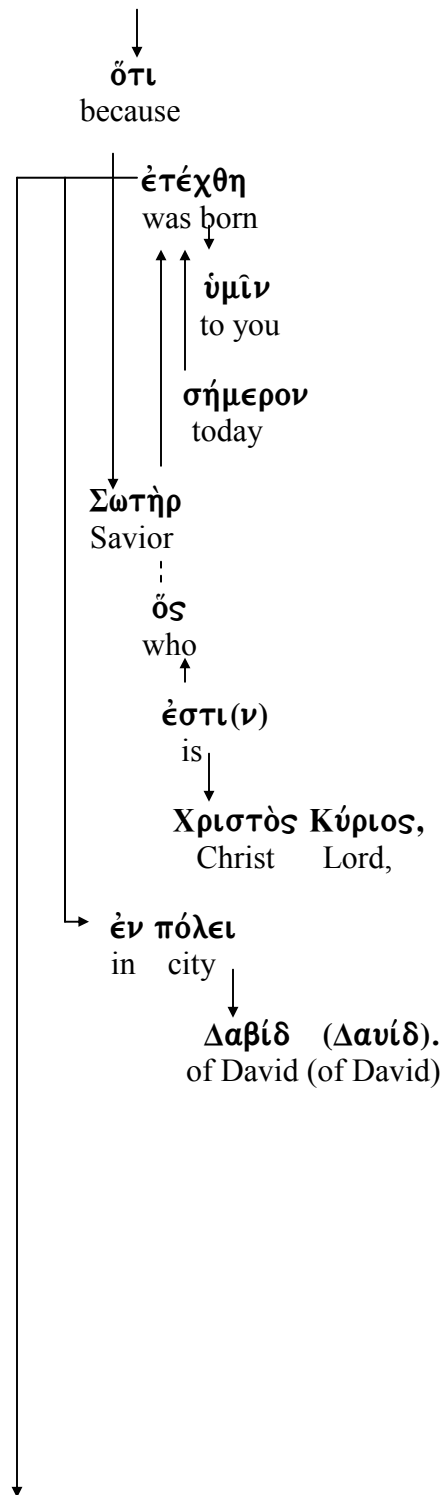 ὅτι
because
ἐτέχθη
was born
ὑμῖν
to you
σήμερον
today
Σωτὴρ
Savior
ὅς
who
ἐστι(ν)
is
Χριστὸς Κύριος,
Christ Lord,
ἐν πόλει
in city
Δαβίδ (Δαυίδ).
of David (of David)